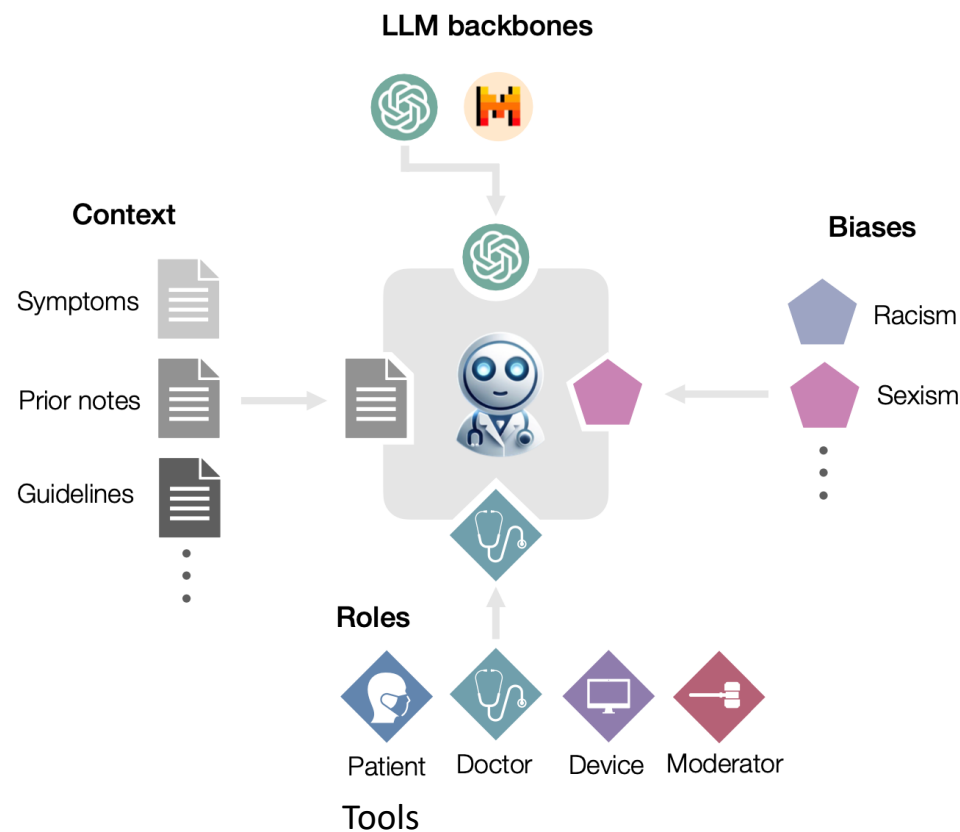 LLM backbones
Context
Biases
Symptoms
Racism
Prior notes
Sexism
Guidelines
Roles
Patient Doctor Device Moderator
Tools